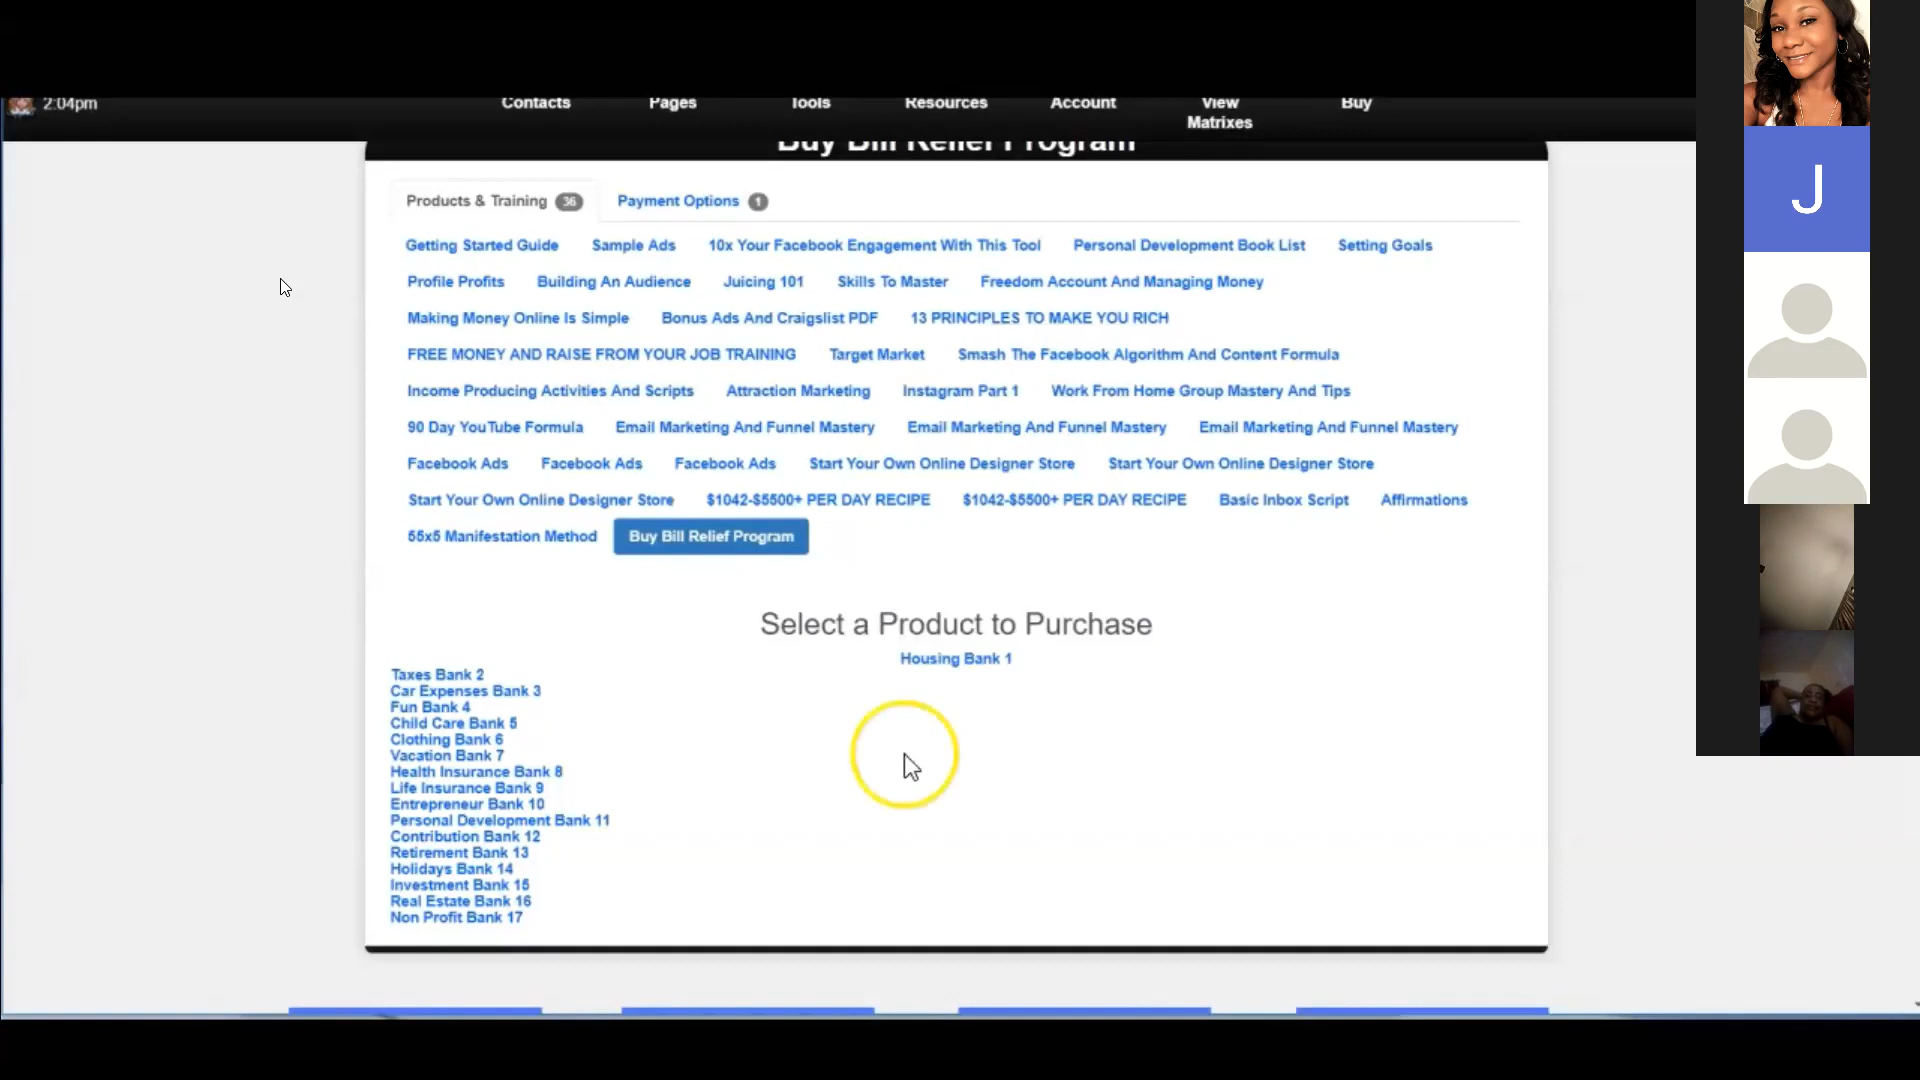 2:04pm
Contacts Pages Tools Resources Account View Matrixes Buy
Buy Bill Relief Program
Products & Training 36 Payment Options 1
Getting Started Guide Sample Ads 10x Your Facebook Engagement With This Tool Personal Development Book List Setting Goals
Profile Profits Building An Audience Juicing 101 Skills To Master Freedom Account And Managing Money
Making Money Online Is Simple Bonus Ads And Craigslist PDF 13 PRINCIPLES TO MAKE YOU RICH
FREE MONEY AND RAISE FROM YOUR JOB TRAINING Target Market Smash The Facebook Algorithm And Content Formula
Income Producing Activities And Scripts Attraction Marketing Instagram Part 1 Work From Home Group Mastery And Tips
90 Day YouTube Formula Email Marketing And Funnel Mastery Email Marketing And Funnel Mastery Email Marketing And Funnel Mastery
Facebook Ads Facebook Ads Facebook Ads Start Your Own Online Designer Store Start Your Own Online Designer Store
Start Your Own Online Designer Store $1042-$5500+ PER DAY RECIPE $1042-$5500+ PER DAY RECIPE Basic Inbox Script Affirmations
55x5 Manifestation Method Buy Bill Relief Program
Select a Product to Purchase
Housing Bank 1
Taxes Bank 2
Car Expenses Bank 3
Fun Bank 4
Child Care Bank 5
Clothing Bank 6
Vacation Bank 7
Health Insurance Bank 8
Life Insurance Bank 9
Entrepreneur Bank 10
Personal Development Bank 11
Contribution Bank 12
Retirement Bank 13
Holidays Bank 14
Investment Bank 15
Real Estate Bank 16
Non Profit Bank 17
J